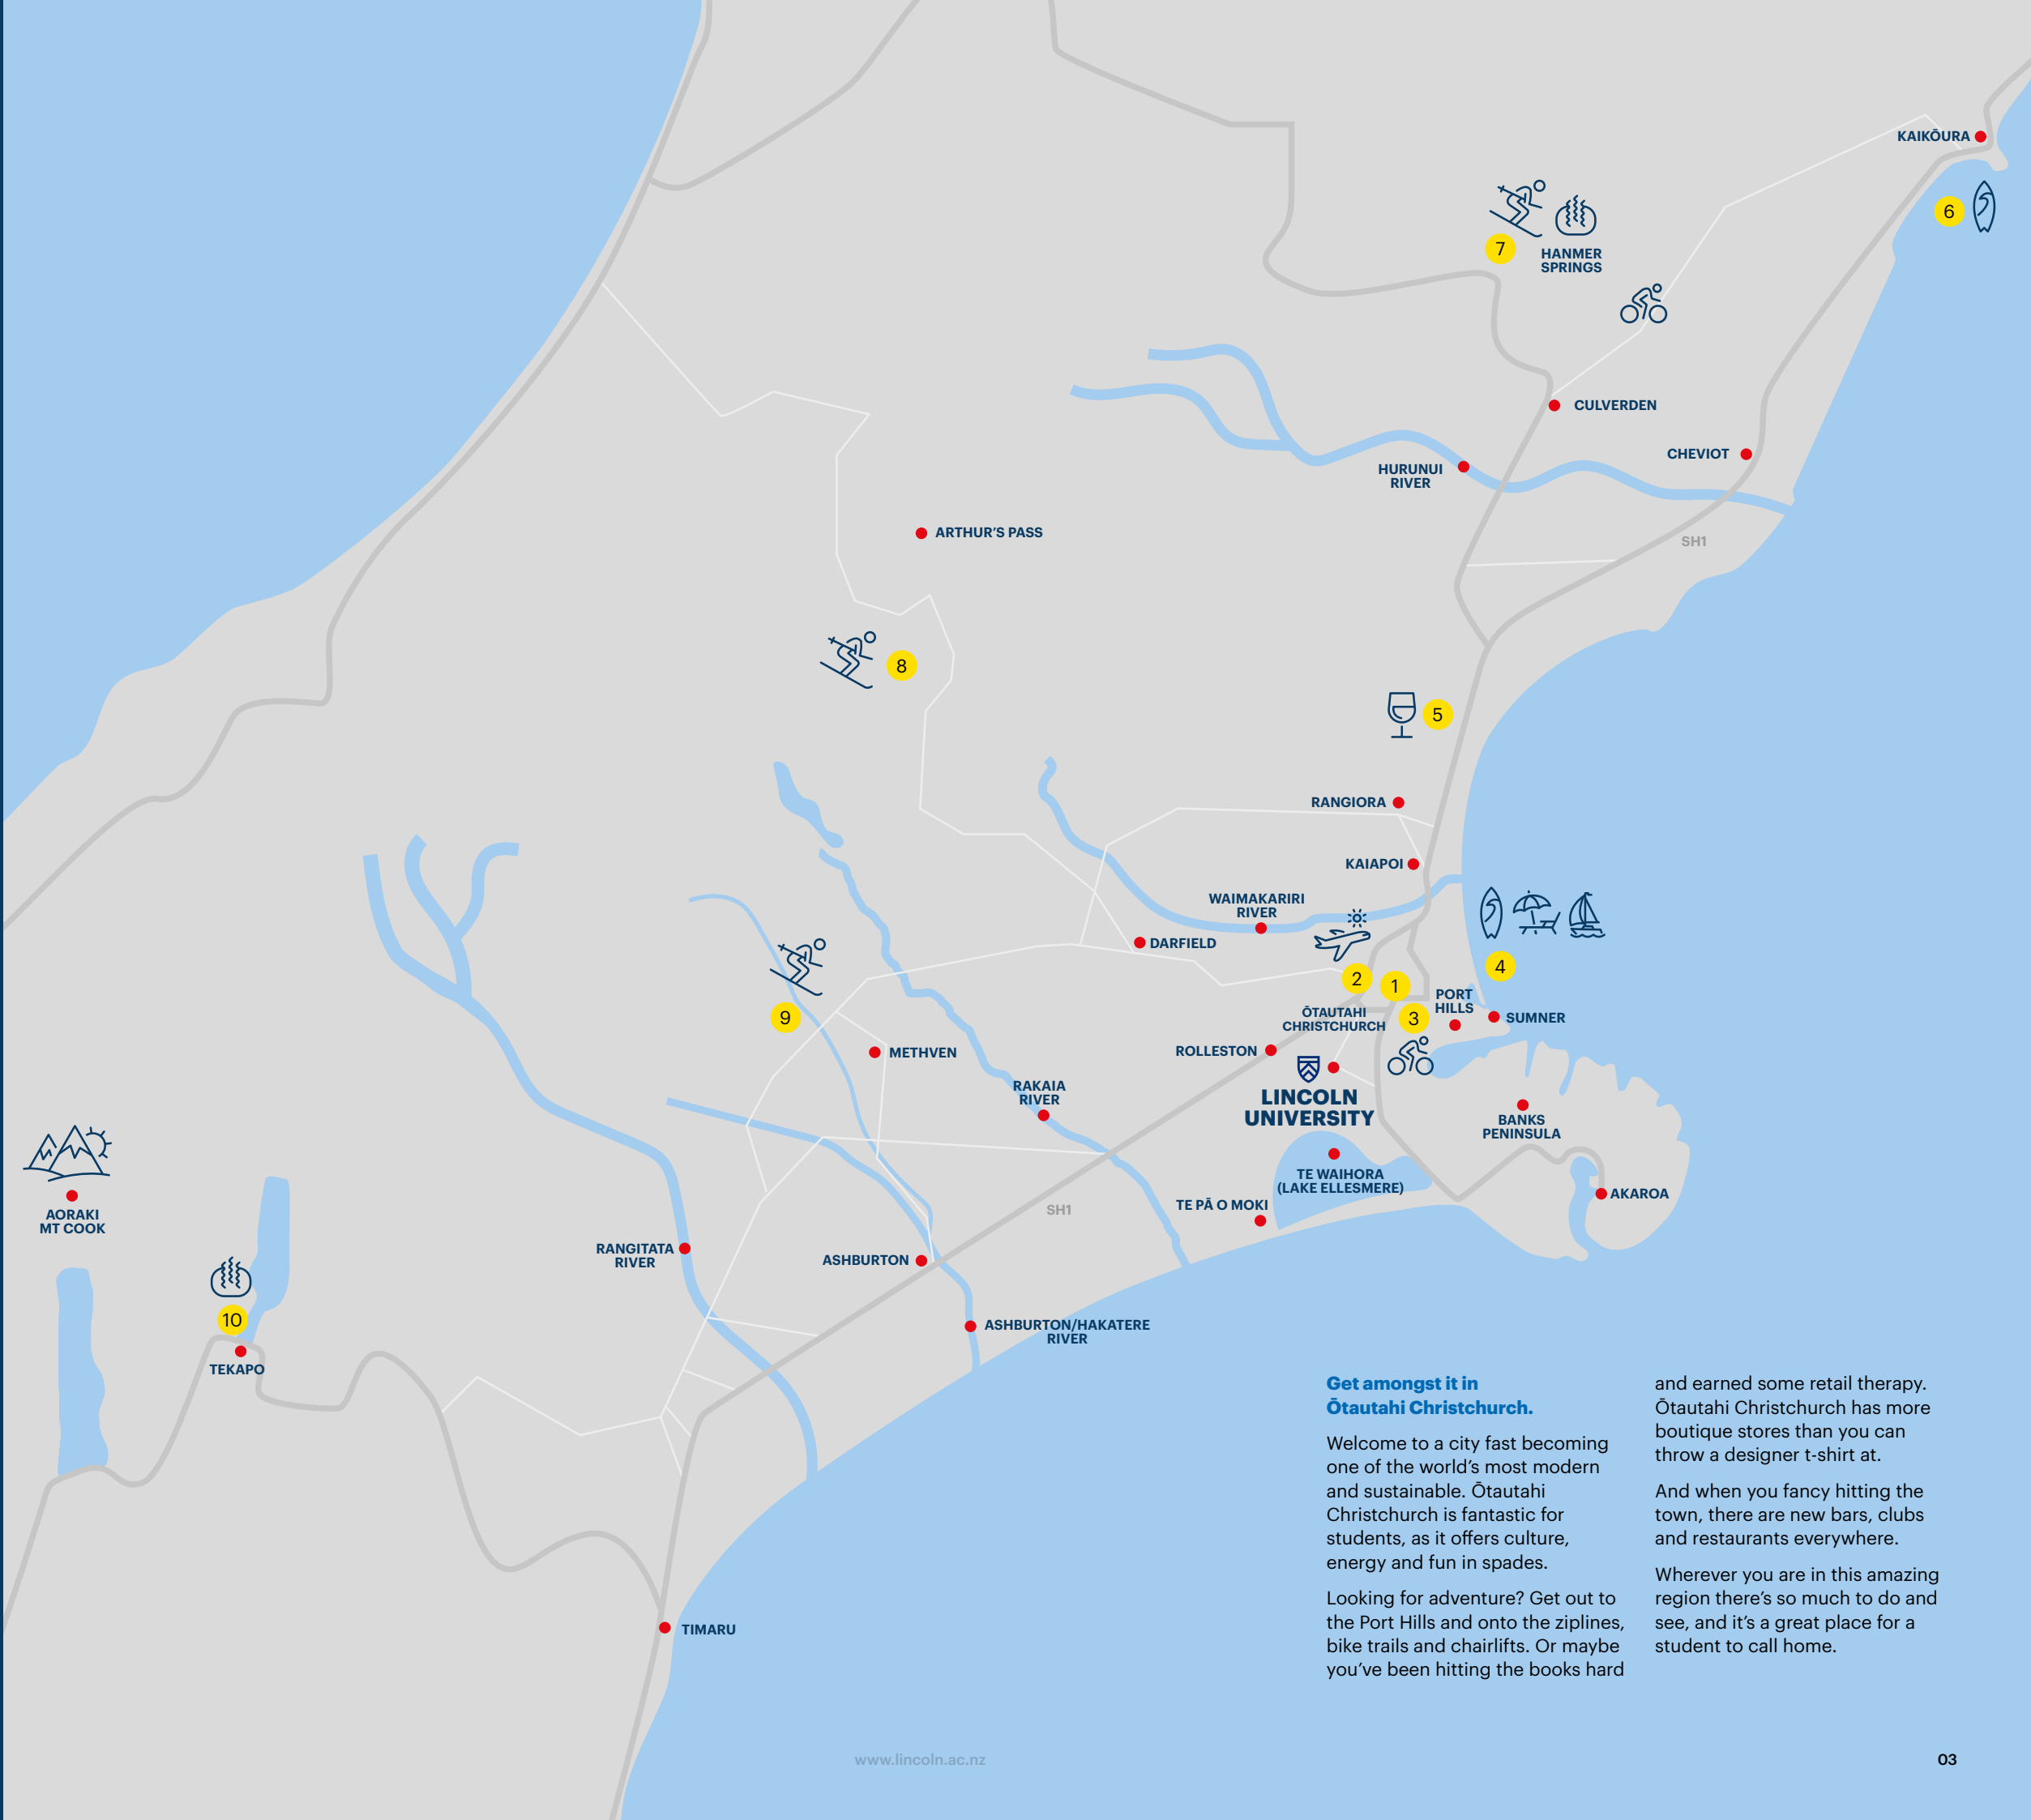 KAIKŌURA
6
7
HANMER
SPRINGS
CULVERDEN
CHEVIOT
HURUNUI
RIVER
ARTHUR'S PASS
SH1
8
5
RANGIORA
KAIAPOI
WAIMAKARIRI
RIVER
DARFIELD
4
2
1
PORT
HILLS
3
ŌTAUTAHI
CHRISTCHURCH
SUMNER
9
METHVEN
ROLLESTON
RAKAIA
RIVER
LINCOLN
UNIVERSITY
BANKS
PENINSULA
TE WAIHORA
(LAKE ELLESMERE)
AKAROA
TE PĀ O MOKI
SH1
AORAKI
MT COOK
RANGITATA
RIVER
ASHBURTON
10
TEKAPO
ASHBURTON/HAKATERE
RIVER
TIMARU
Get amongst it in
Ōtautahi Christchurch.
Welcome to a city fast becoming
one of the world's most modern
and sustainable. Ōtautahi
Christchurch is fantastic for
students, as it offers culture,
energy and fun in spades.
Looking for adventure? Get out to
the Port Hills and onto the ziplines,
bike trails and chairlifts. Or maybe
you've been hitting the books hard
and earned some retail therapy.
Ōtautahi Christchurch has more
boutique stores than you can
throw a designer t-shirt at.
And when you fancy hitting the
town, there are new bars, clubs
and restaurants everywhere.
Wherever you are in this amazing
region there's so much to do and
see, and it's a great place for a
student to call home.
www.lincoln.ac.nz
03